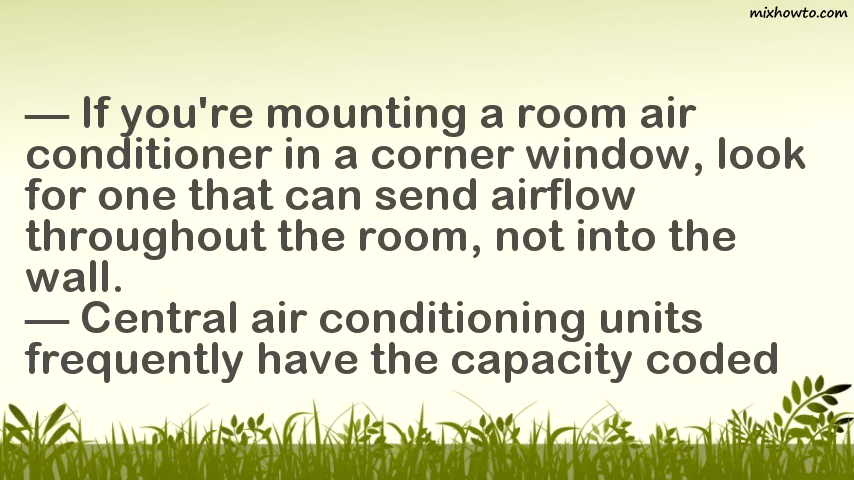 mixhowto.com
— If you're mounting a room air
conditioner in a corner window, look
for one that can send airflow
throughout the room, not into the
wall.
— Central air conditioning units
frequently have the capacity coded